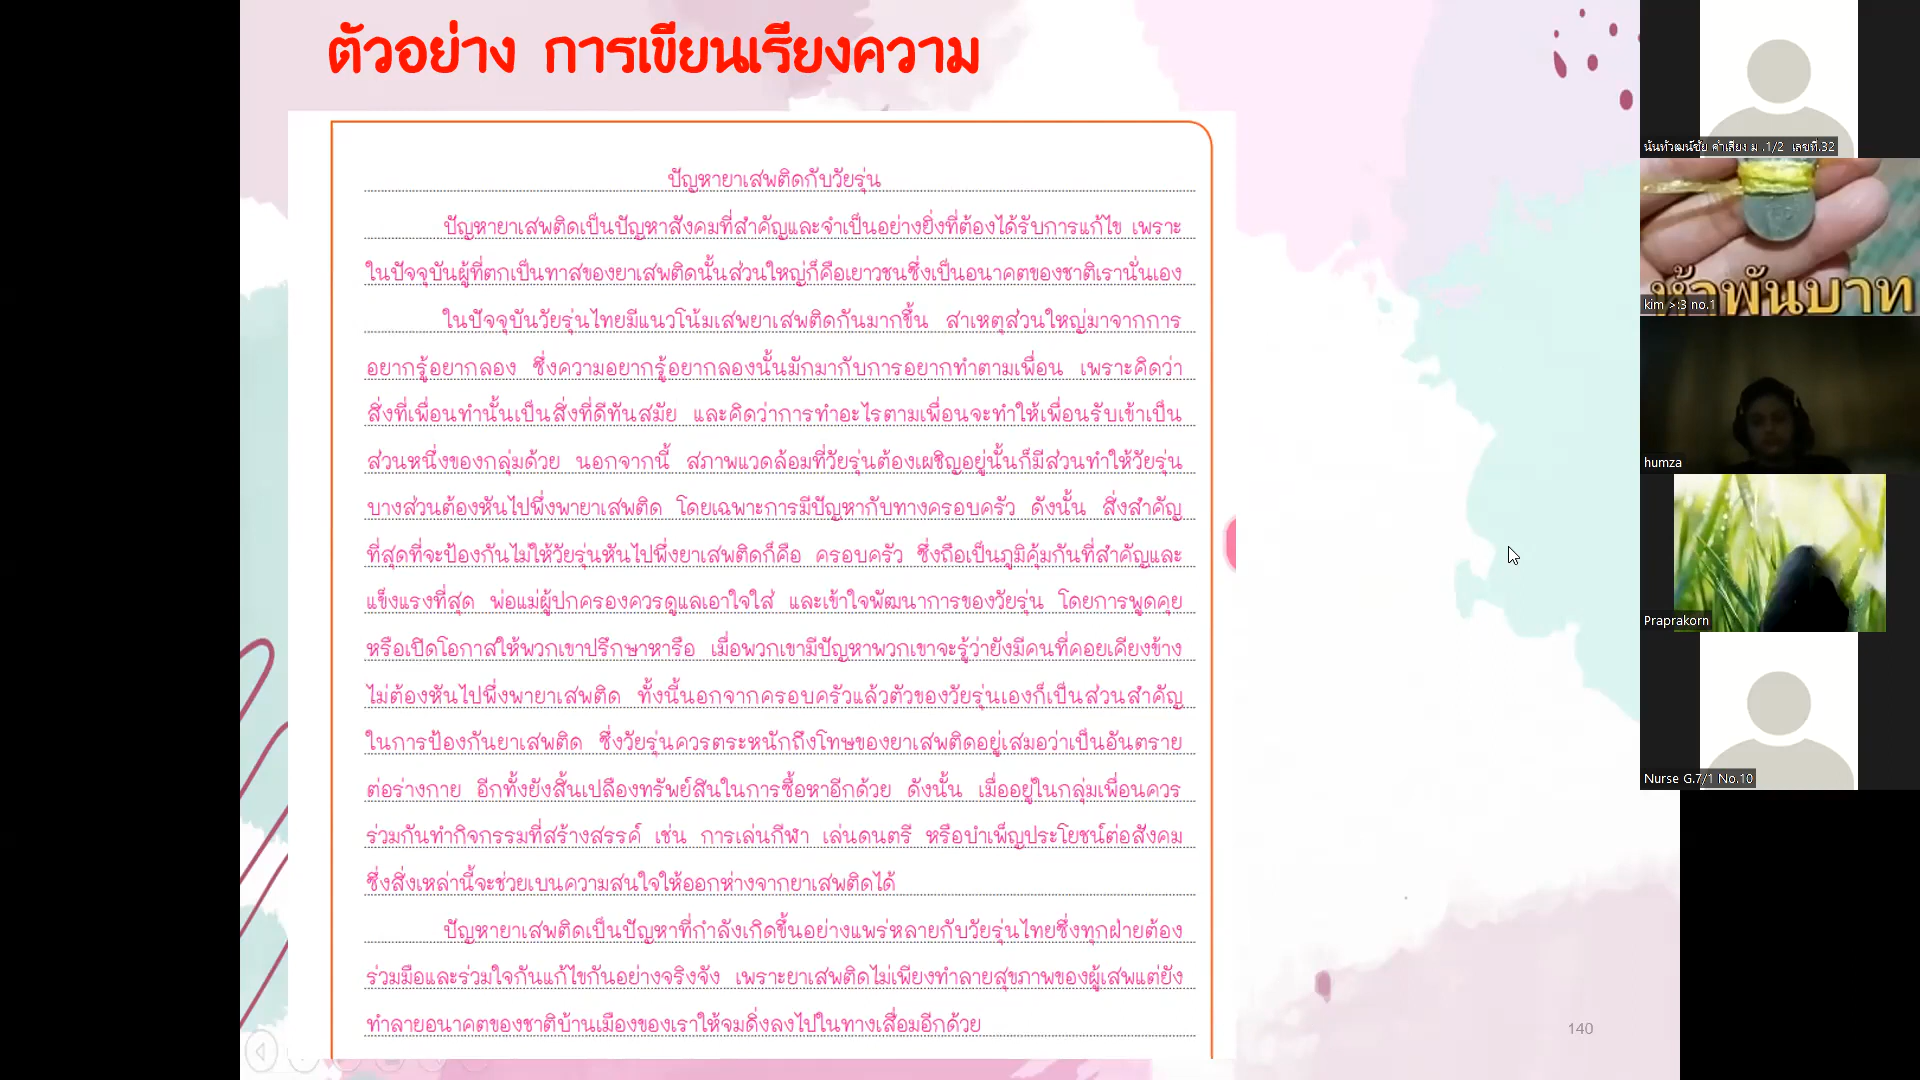 ตัวอย่าง การเขียนเรียงความ
ปัญหายาเสพติดกับวัยรุ่น
ปัญหายาเสพติดเป็นปัญหาสังคมที่สำคัญและจำเป็นอย่างยิ่งที่ต้องได้รับการแก้ไข เพราะ
ในปัจจุบันผู้ที่ตกเป็นทาสของยาเสพติดนั้นส่วนใหญ่ก็คือเยาวชนซึ่งเป็นอนาคตของชาติเรานั่นเอง
ในปัจจุบันวัยรุ่นไทยมีแนวโน้มเสพยาเสพติดกันมากขึ้น สาเหตุส่วนใหญ่มาจากการ
อยากรู้อยากลอง ซึ่งความอยากรู้อยากลองนั้นมักมากับการอยากทำตามเพื่อน เพราะคิดว่า
สิ่งที่เพื่อนทำนั้นเป็นสิ่งที่ดีทันสมัย และคิดว่าการทำอะไรตามเพื่อนจะทำให้เพื่อนรับเข้าเป็น
ส่วนหนึ่งของกลุ่มด้วย นอกจากนี้ สภาพแวดล้อมที่วัยรุ่นต้องเผชิญอยู่นั้นก็มีส่วนทำให้วัยรุ่น
บางส่วนต้องหันไปพึ่งพายาเสพติด โดยเฉพาะการมีปัญหากับทางครอบครัว ดังนั้น สิ่งสำคัญ
ที่สุดที่จะป้องกันไม่ให้วัยรุ่นหันไปพึ่งยาเสพติดก็คือ ครอบครัว ซึ่งถือเป็นภูมิคุ้มกันที่สำคัญและ
แข็งแรงที่สุด พ่อแม่ผู้ปกครองควรดูแลเอาใจใส่ และเข้าใจพัฒนาการของวัยรุ่น โดยการพูดคุย
หรือเปิดโอกาสให้พวกเขาปรึกษาหารือ เมื่อพวกเขามีปัญหาพวกเขาจะรู้ว่ายังมีคนที่คอยเคียงข้าง
ไม่ต้องหันไปพึ่งพายาเสพติด ทั้งนี้นอกจากครอบครัวแล้วตัวของวัยรุ่นเองก็เป็นส่วนสำคัญ
ในการป้องกันยาเสพติด ซึ่งวัยรุ่นควรตระหนักถึงโทษของยาเสพติดอยู่เสมอว่าเป็นอันตราย
ต่อร่างกาย อีกทั้งยังสิ้นเปลืองทรัพย์สินในการซื้อหาอีกด้วย ดังนั้น เมื่ออยู่ในกลุ่มเพื่อนควร
ร่วมกันทำกิจกรรมที่สร้างสรรค์ เช่น การเล่นกีฬา เล่นดนตรี หรือบำเพ็ญประโยชน์ต่อสังคม
ซึ่งสิ่งเหล่านี้จะช่วยเบนความสนใจให้ออกห่างจากยาเสพติดได้
ปัญหายาเสพติดเป็นปัญหาที่กำลังเกิดขึ้นอย่างแพร่หลายกับวัยรุ่นไทยซึ่งทุกฝ่ายต้อง
ร่วมมือและร่วมใจกันแก้ไขกันอย่างจริงจัง เพราะยาเสพติดไม่เพียงทำลายสุขภาพของผู้เสพแต่ยัง
ทำลายอนาคตของชาติบ้านเมืองของเราให้จมดิ่งลงไปในทางเสื่อมอีกด้วย
140
นันทวัฒน์ชัย คำเสียง ม .1/2 เลขที่.32
ห้าพันบาท
kim >:3 no.1
humza
Praprakorn
Nurse G.7/1 No.10